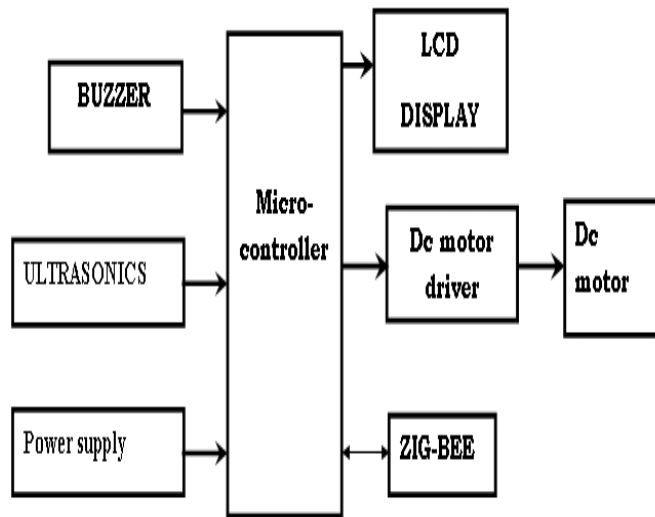 BUZZER
ULTRASONICS
Power supply
Micro-
controller
LCD
DISPLAY
Dc motor
driver
Dc
motor
ZIG-BEE